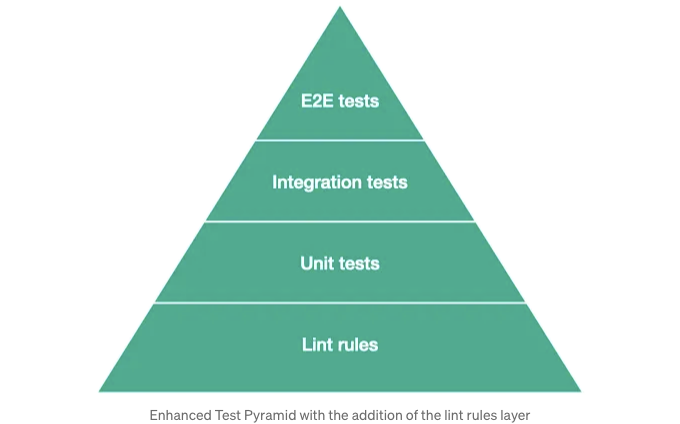 E2E tests
Integration tests
Unit tests
Lint rules
Enhanced Test Pyramid with the addition of the lint rules layer